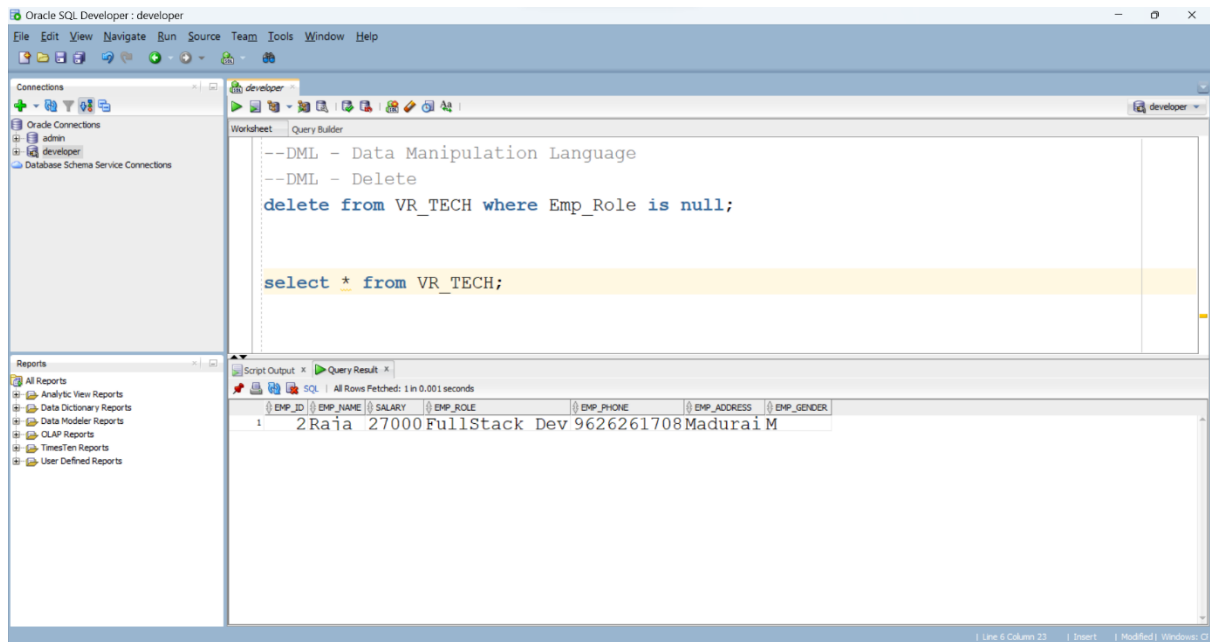 Oracle SQL Developer : developer
File Edit View Navigate Run Source Team Tools Window Help
Connections
Oracle Connections
admin
developer
Database Schema Service Connections
Reports
All Reports
Analytic View Reports
Data Dictionary Reports
Data Modeler Reports
OLAP Reports
TimesTen Reports
User Defined Reports
developer
developer
Worksheet Query Builder
--DML - Data Manipulation Language
--DML - Delete
delete from VR_TECH where Emp_Role is null;
select * from VR_TECH;
Script Output x Query Result x
SQL | All Rows Fetched: 1 in 0.001 seconds
EMP_ID EMP_NAME SALARY EMP_ROLE EMP_PHONE EMP_ADDRESS EMP_GENDER
1 2 Raja 27000 FullStack Dev 9626261708 Madurai M
| Line 6 Column 23 | Insert | Modified | Windows: C